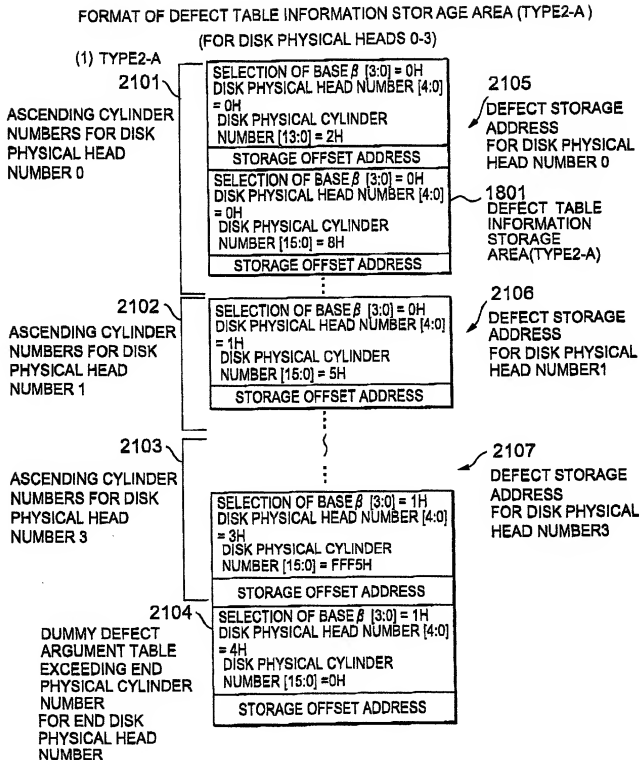 FORMAT OF DEFECT TABLE INFORMATION STORAGE AREA (TYPE2-A)
(FOR DISK PHYSICAL HEADS 0-3)
(1) TYPE2-A
2101
ASCENDING CYLINDER
NUMBERS FOR DISK
PHYSICAL HEAD
NUMBER 0
SELECTION OF BASE β [3:0] = 0H
DISK PHYSICAL HEAD NUMBER [4:0]
= 0H
DISK PHYSICAL CYLINDER
NUMBER [13:0] = 2H
STORAGE OFFSET ADDRESS
SELECTION OF BASE β [3:0] = 0H
DISK PHYSICAL HEAD NUMBER [4:0]
= 0H
DISK PHYSICAL CYLINDER
NUMBER [15:0] = 8H
STORAGE OFFSET ADDRESS
2105
DEFECT STORAGE
ADDRESS
FOR DISK PHYSICAL
HEAD NUMBER 0
1801
DEFECT TABLE
INFORMATION
STORAGE
AREA(TYPE2-A)
2102
ASCENDING CYLINDER
NUMBERS FOR DISK
PHYSICAL HEAD
NUMBER 1
SELECTION OF BASE β [3:0] = 0H
DISK PHYSICAL HEAD NUMBER [4:0]
= 1H
DISK PHYSICAL CYLINDER
NUMBER [15:0] = 5H
STORAGE OFFSET ADDRESS
2106
DEFECT STORAGE
ADDRESS
FOR DISK PHYSICAL
HEAD NUMBER1
2103
ASCENDING CYLINDER
NUMBERS FOR DISK
PHYSICAL HEAD
NUMBER 3
SELECTION OF BASE β [3:0] = 1H
DISK PHYSICAL HEAD NUMBER [4:0]
= 3H
DISK PHYSICAL CYLINDER
NUMBER [15:0] = FFF5H
STORAGE OFFSET ADDRESS
2107
DEFECT STORAGE
ADDRESS
FOR DISK PHYSICAL
HEAD NUMBER3
2104
DUMMY DEFECT
ARGUMENT TABLE
EXCEEDING END
PHYSICAL CYLINDER
NUMBER
FOR END DISK
PHYSICAL HEAD
NUMBER
SELECTION OF BASE β [3:0] = 1H
DISK PHYSICAL HEAD NUMBER [4:0]
= 4H
DISK PHYSICAL CYLINDER
NUMBER [15:0] =0H
STORAGE OFFSET ADDRESS